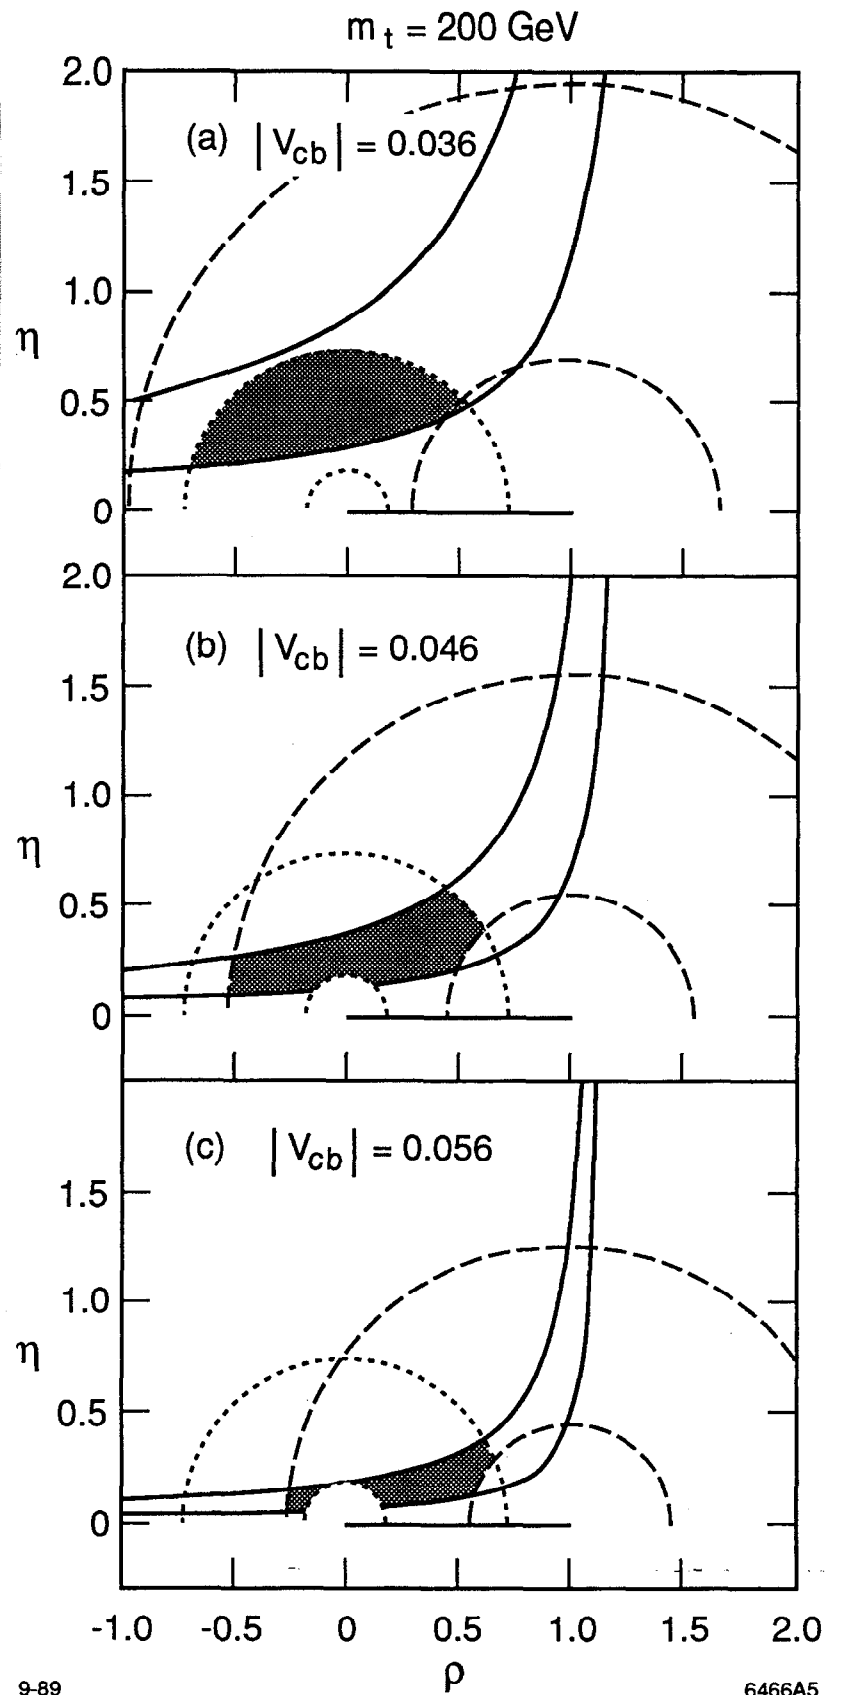 m t = 200 GeV
2.0
(a) |Vcb| = 0.036
1.5
1.0
η
0.5
0
2.0
(b) |Vcb| = 0.046
1.5
1.0
η
0.5
0
(c) |Vcb| = 0.056
1.5
1.0
η
0.5
0
-1.0 -0.5 0 0.5 1.0 1.5 2.0
ρ
9-89 6466A5